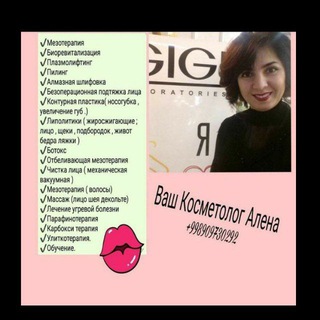 ✓Мезотерапия
✓Биоревитализация
✓Плазмолифтинг
✓Пилинг
✓Алмазная шлифовка
✓Безоперационная подтяжка лица
✓Контурная пластика( носогубка ,
увеличение губ .)
✓Липолитики ( жиросжигающие ;
лицо , щеки , подбородок , живот
бедра ляжки )
✓Ботокс
✓Отбеливающая мезотерапия
✓Чистка лица ( механическая
вакуумная )
✓Мезотерапия ( волосы)
✓Массаж (лицо шея декольте)
✓Лечение угревой болезни
✓Парафинотерапия
✓Карбокси терапия
✓Улиткотерапия.
✓Обучение.
GIGI
LABORATORIES
Я
Ваш Косметолог Алена
+998909730292